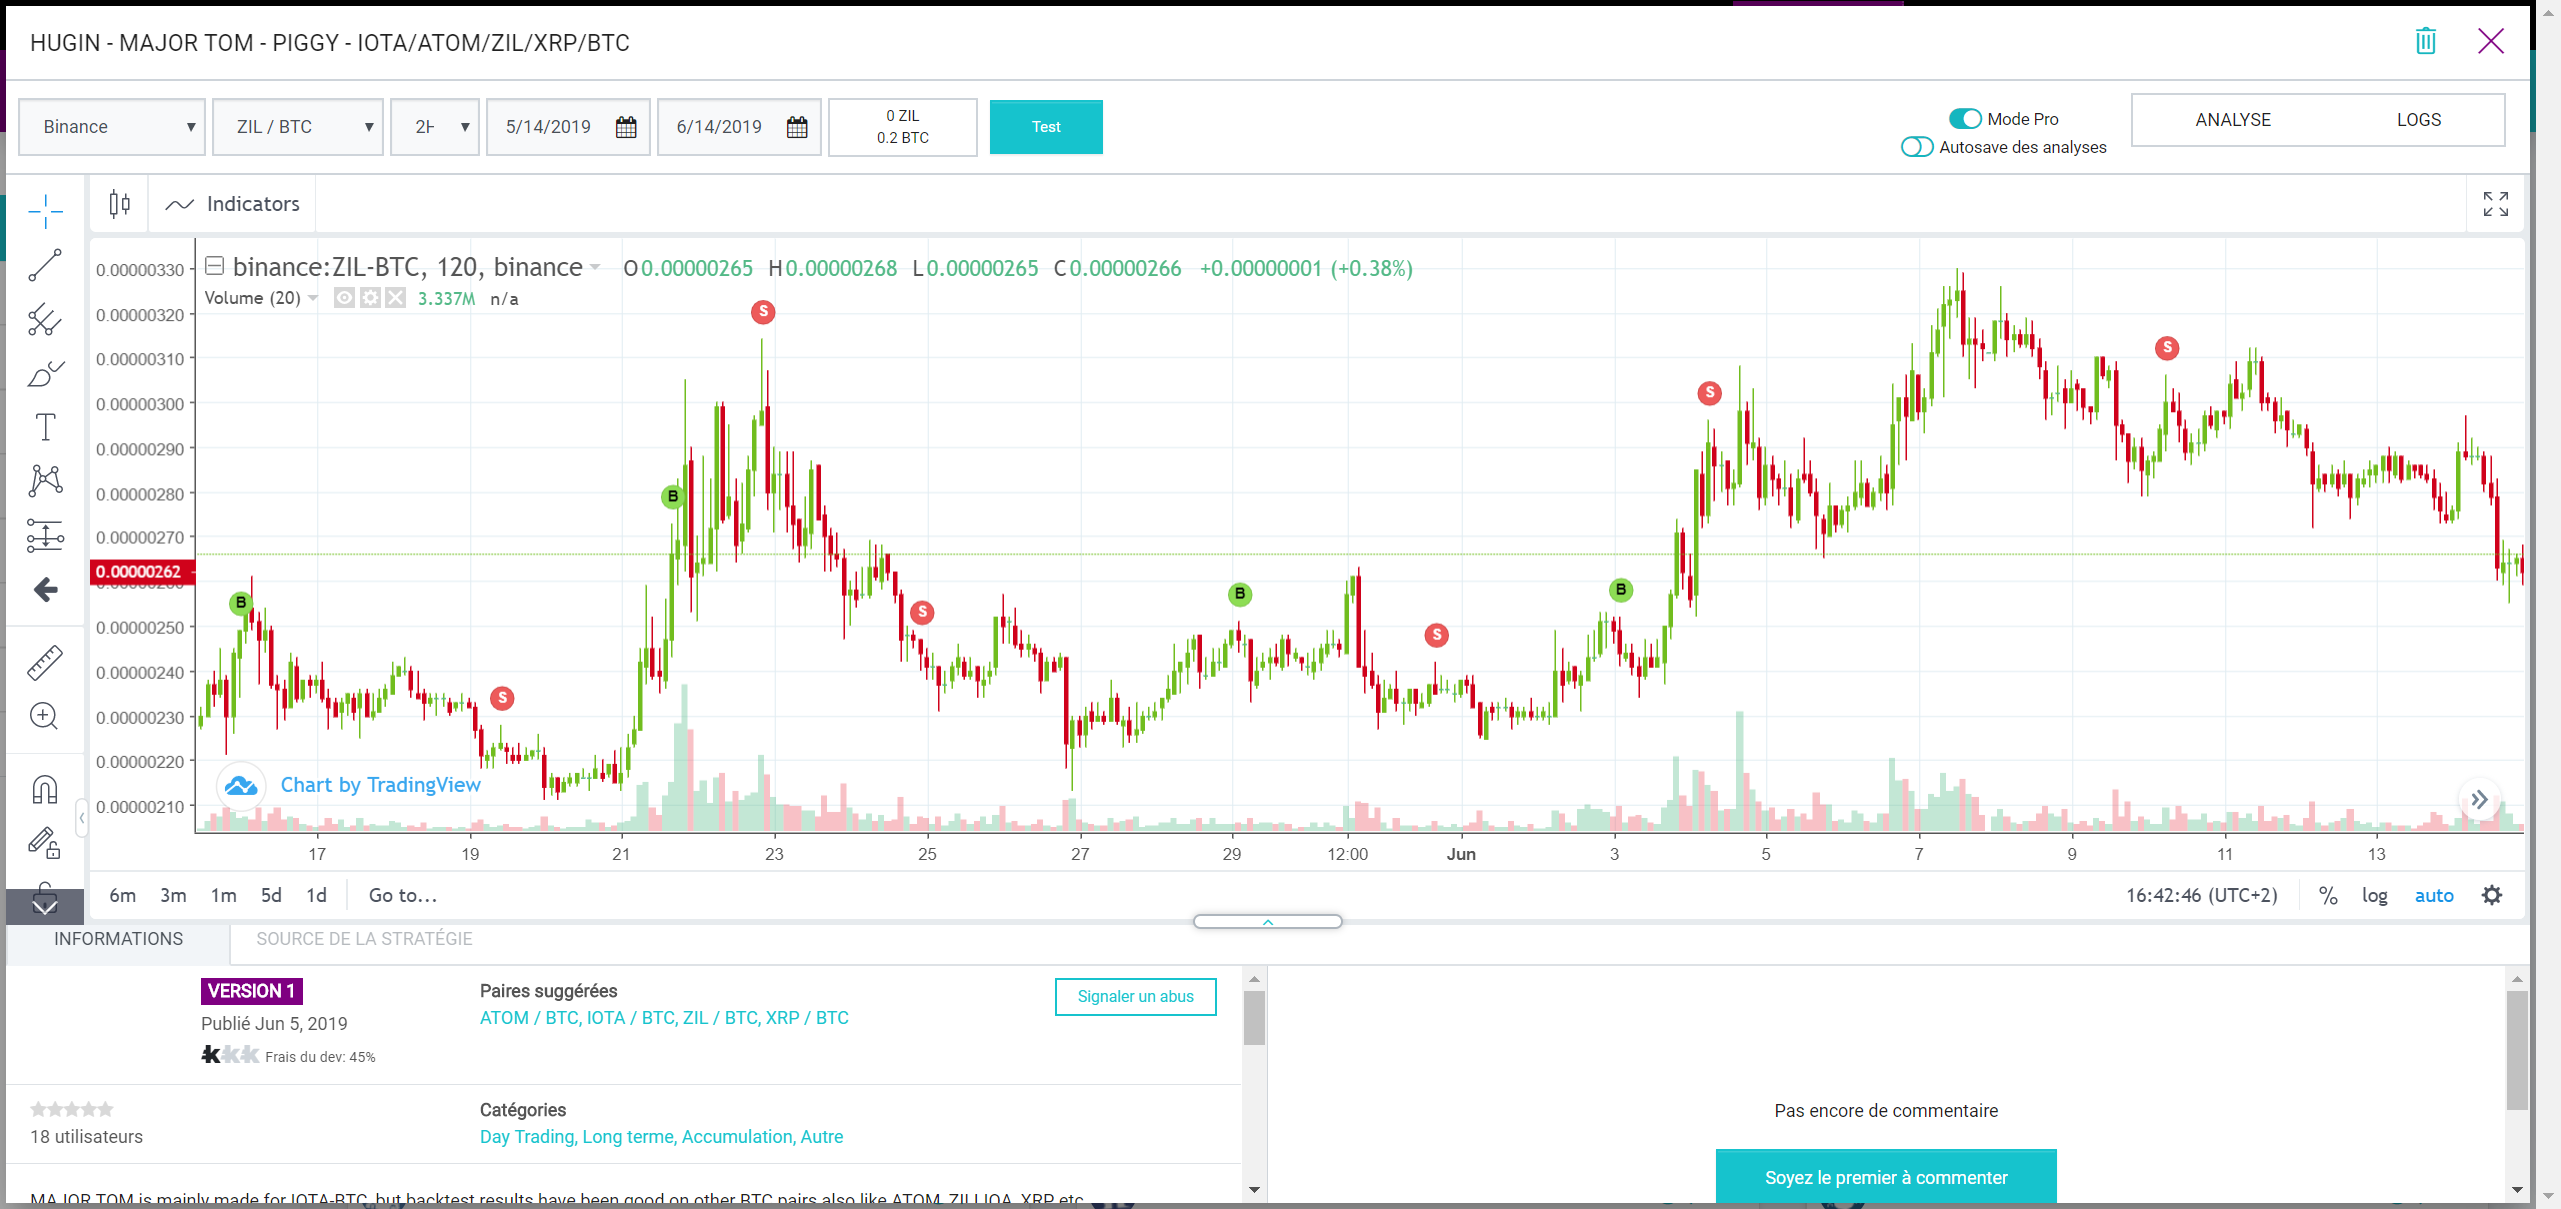 HUGIN - MAJOR TOM - PIGGY - IOTA/ATOM/ZIL/XRP/BTC
Binance
ZIL / BTC
5/14/2019
6/14/2019
0 ZIL
0.2 BTC
Test
Mode Pro
Autosave des analyses
ANALYSE
LOGS
Indicators
binance:ZIL-BTC, 120, binance
O0.00000265 H0.00000268 L0.00000265 C0.00000266 +0.00000001 (+0.38%)
Volume (20) 3.337M n/a
0.00000330
0.00000320
0.00000310
0.00000300
0.00000290
0.00000280
0.00000270
0.00000262
0.00000250
0.00000240
0.00000230
0.00000220
0.00000210
B
S
B
S
S
B
S
B
S
S
Chart by TradingView
17 19 21 23 25 27 29 12:00 Jun 3 5 7 9 11 13
6m 3m 1m 5d 1d Go to...
16:42:46 (UTC+2) % log auto
INFORMATIONS
SOURCE DE LA STRATÉGIE
VERSION 1
Publié Jun 5, 2019
Frais du dev: 45%
Paires suggérées
ATOM / BTC, IOTA / BTC, ZIL / BTC, XRP / BTC
Signaler un abus
18 utilisateurs
Catégories
Day Trading, Long terme, Accumulation, Autre
MAJOR TOM is mainly made for IOTA-BTC, but backtest results have been good on other BTC pairs also like ATOM,
Pas encore de commentaire
Soyez le premier à commenter